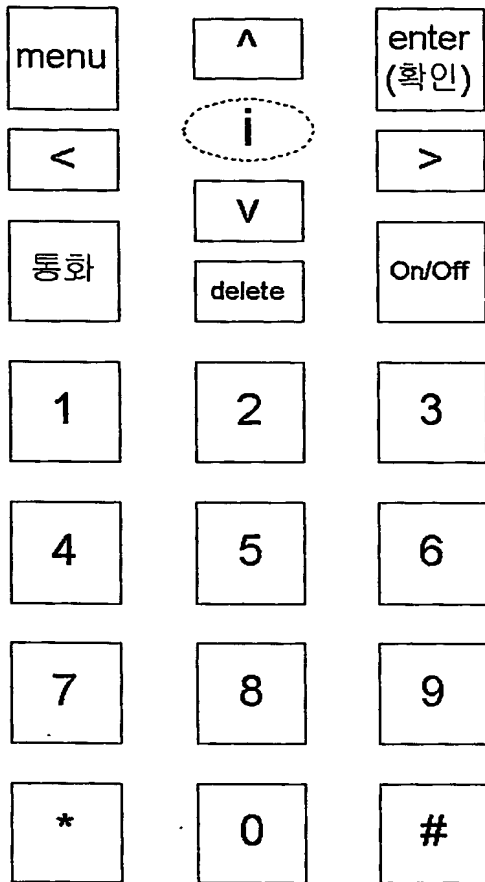 menu
^
enter
(확인)
<
i
>
v
통화
delete
On/Off
1
2
3
4
5
6
7
8
9
*
0
#